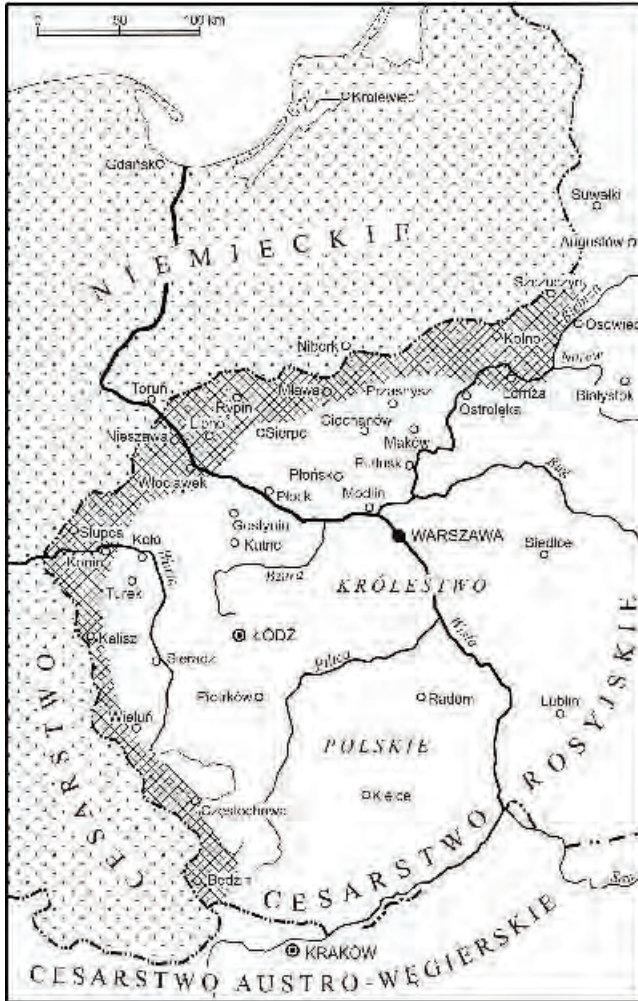 0 50 100 km
Królewiec
Gdańsk
Suwałki
Augustów
NIEMIECKIE
Szczuczyn
Biebrza
Osowiec
Kolno
Nibork
Narew
Toruń
Rypin
Mława
Przasnysz
Łomża
Białystok
Ostrołęka
Nieszawa
Lipno
Sierpc
Ciechanów
Maków
Pułtusk
Włocławek
Płońsk
Bug
Płock
Modlin
Słupca
Gostynin
WARSZAWA
Koło
Kutno
Siedlce
Konin
Warta
Bzura
KRÓLESTWO
Turek
Kalisz
ŁÓDŹ
Wisła
Sieradz
Pilica
Piotrków
Radom
Lublin
Wieluń
POLSKIE
Częstochowa
Kielce
CESARSTWO
Będzin
CESARSTWO ROSYJSKIE
San
KRAKÓW
CESARSTWO AUSTRO-WĘGIERSKIE